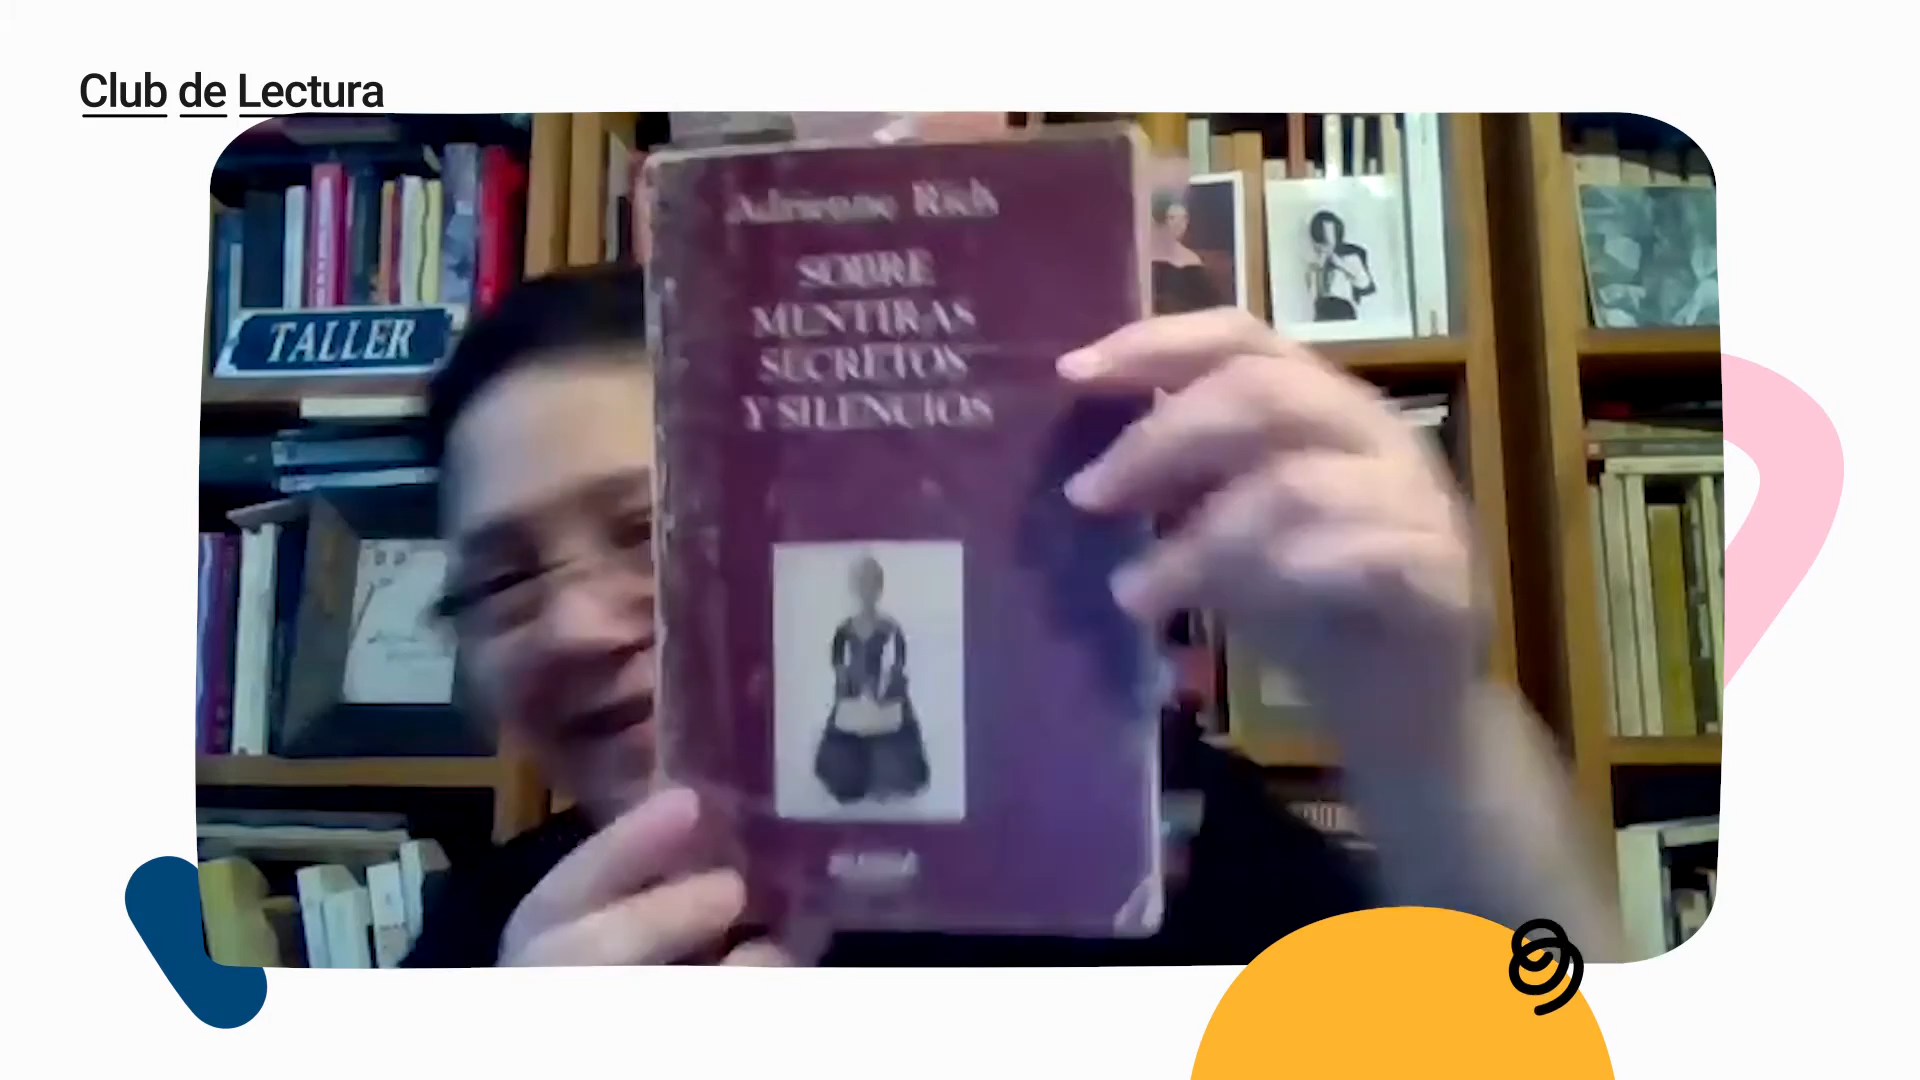 Club de Lectura
Adrienne Rich
SOBRE
MENTIRAS
SECRETOS
Y SILENCIOS
TALLER